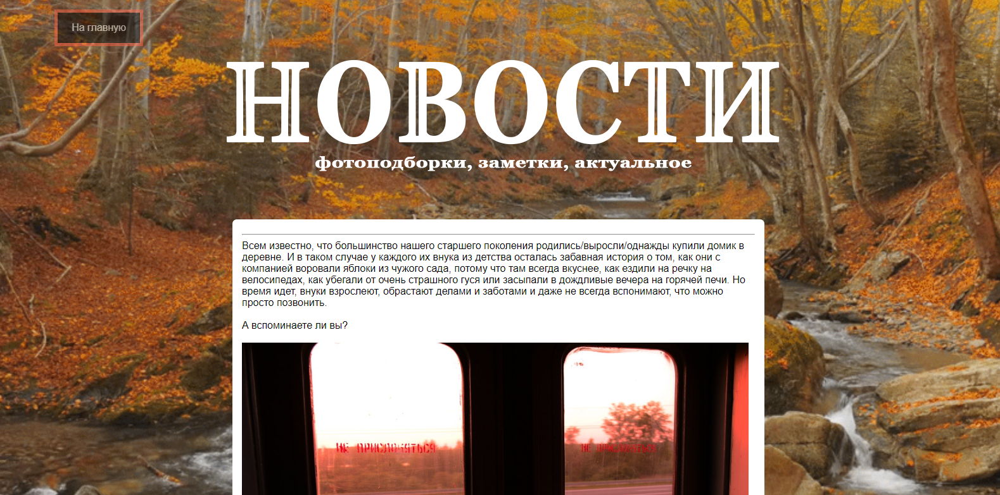 На главную
НОВОСТИ
фотоподборки, заметки, актуальное
Всем известно, что большинство нашего старшего поколения родились/выросли/однажды купили домик в
деревне. И в таком случае у каждого их внука из детства осталась забавная история о том, как они с
компанией воровали яблоки из чужого сада, потому что там всегда вкуснее, как ездили на речку на
велосипедах, как убегали от очень страшного гуся или засыпали в дождливые вечера на горячей печи. Но
время идет, внуки взрослеют, обрастают делами и заботами и даже не всегда вспоминают, что можно
просто позвонить.
А вспоминаете ли вы?
НЕ ПРИСЛОНЯТЬСЯ
НЕ ПРИСЛОНЯТЬСЯ